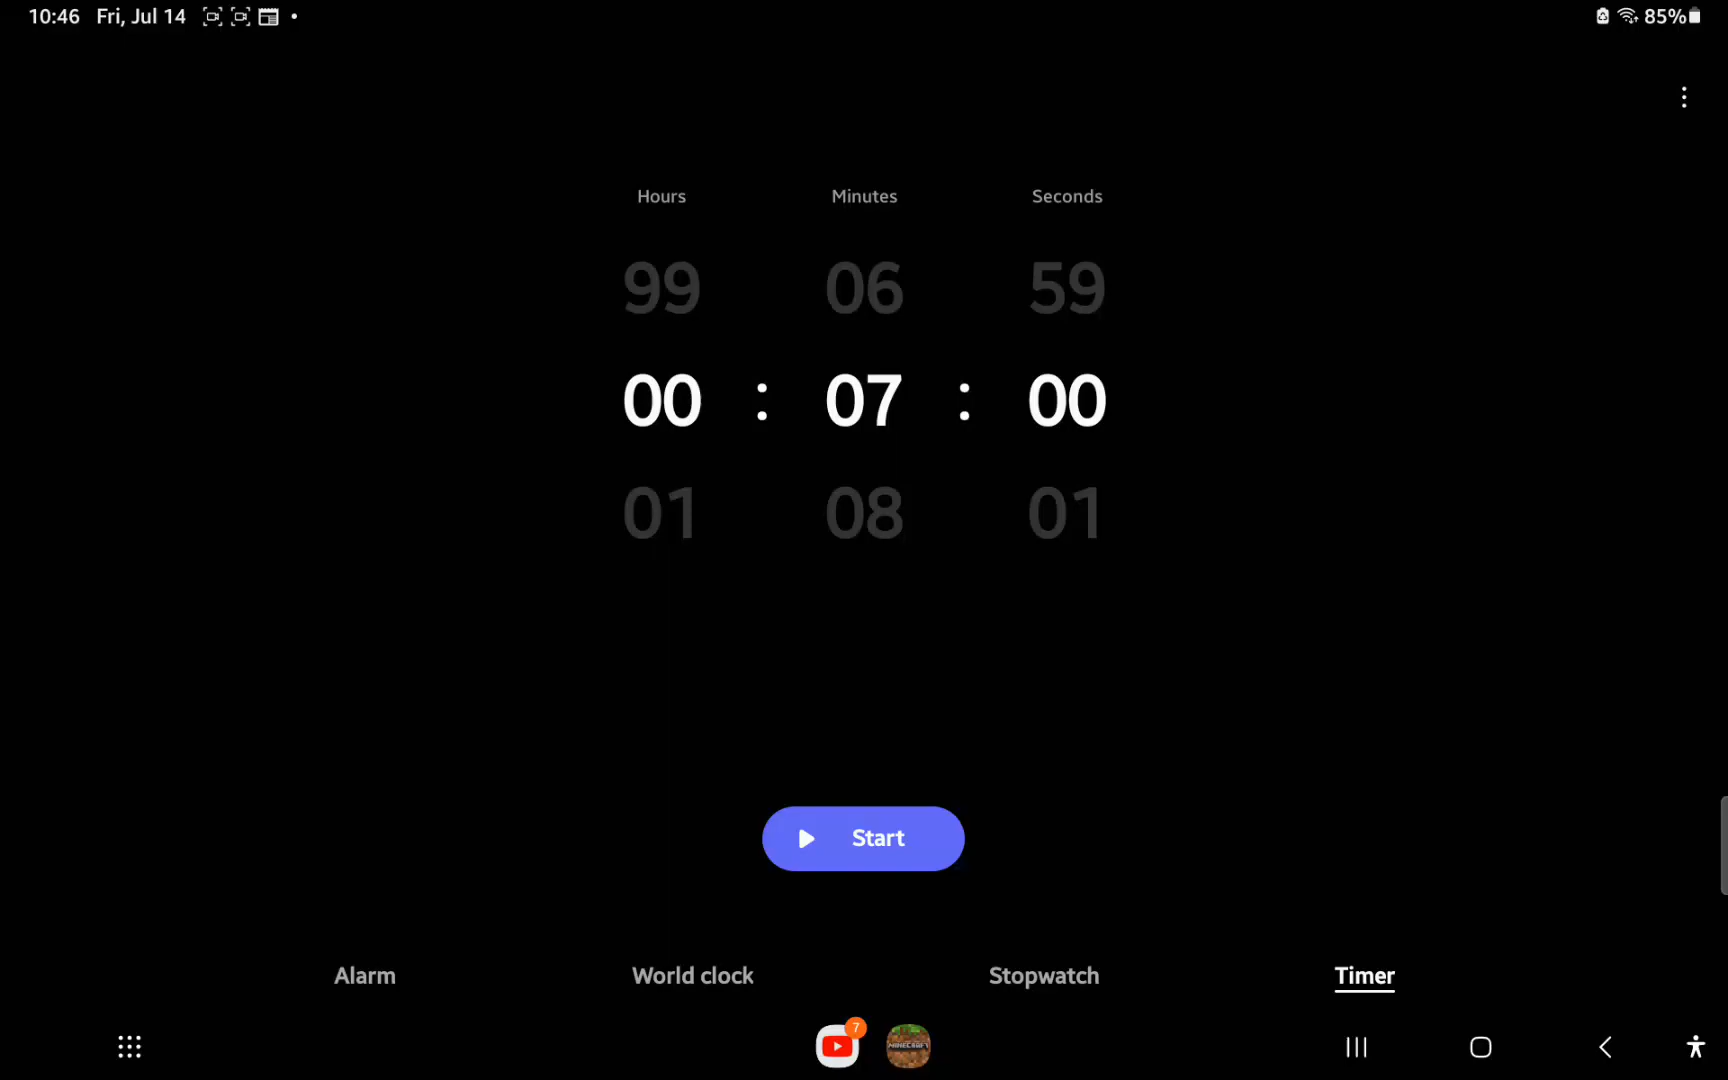 10:46 Fri, Jul 14 85%
Hours Minutes Seconds
99 06 59
00 : 07 : 00
01 08 01
Start
Alarm World clock Stopwatch Timer
7
MINECRAFT